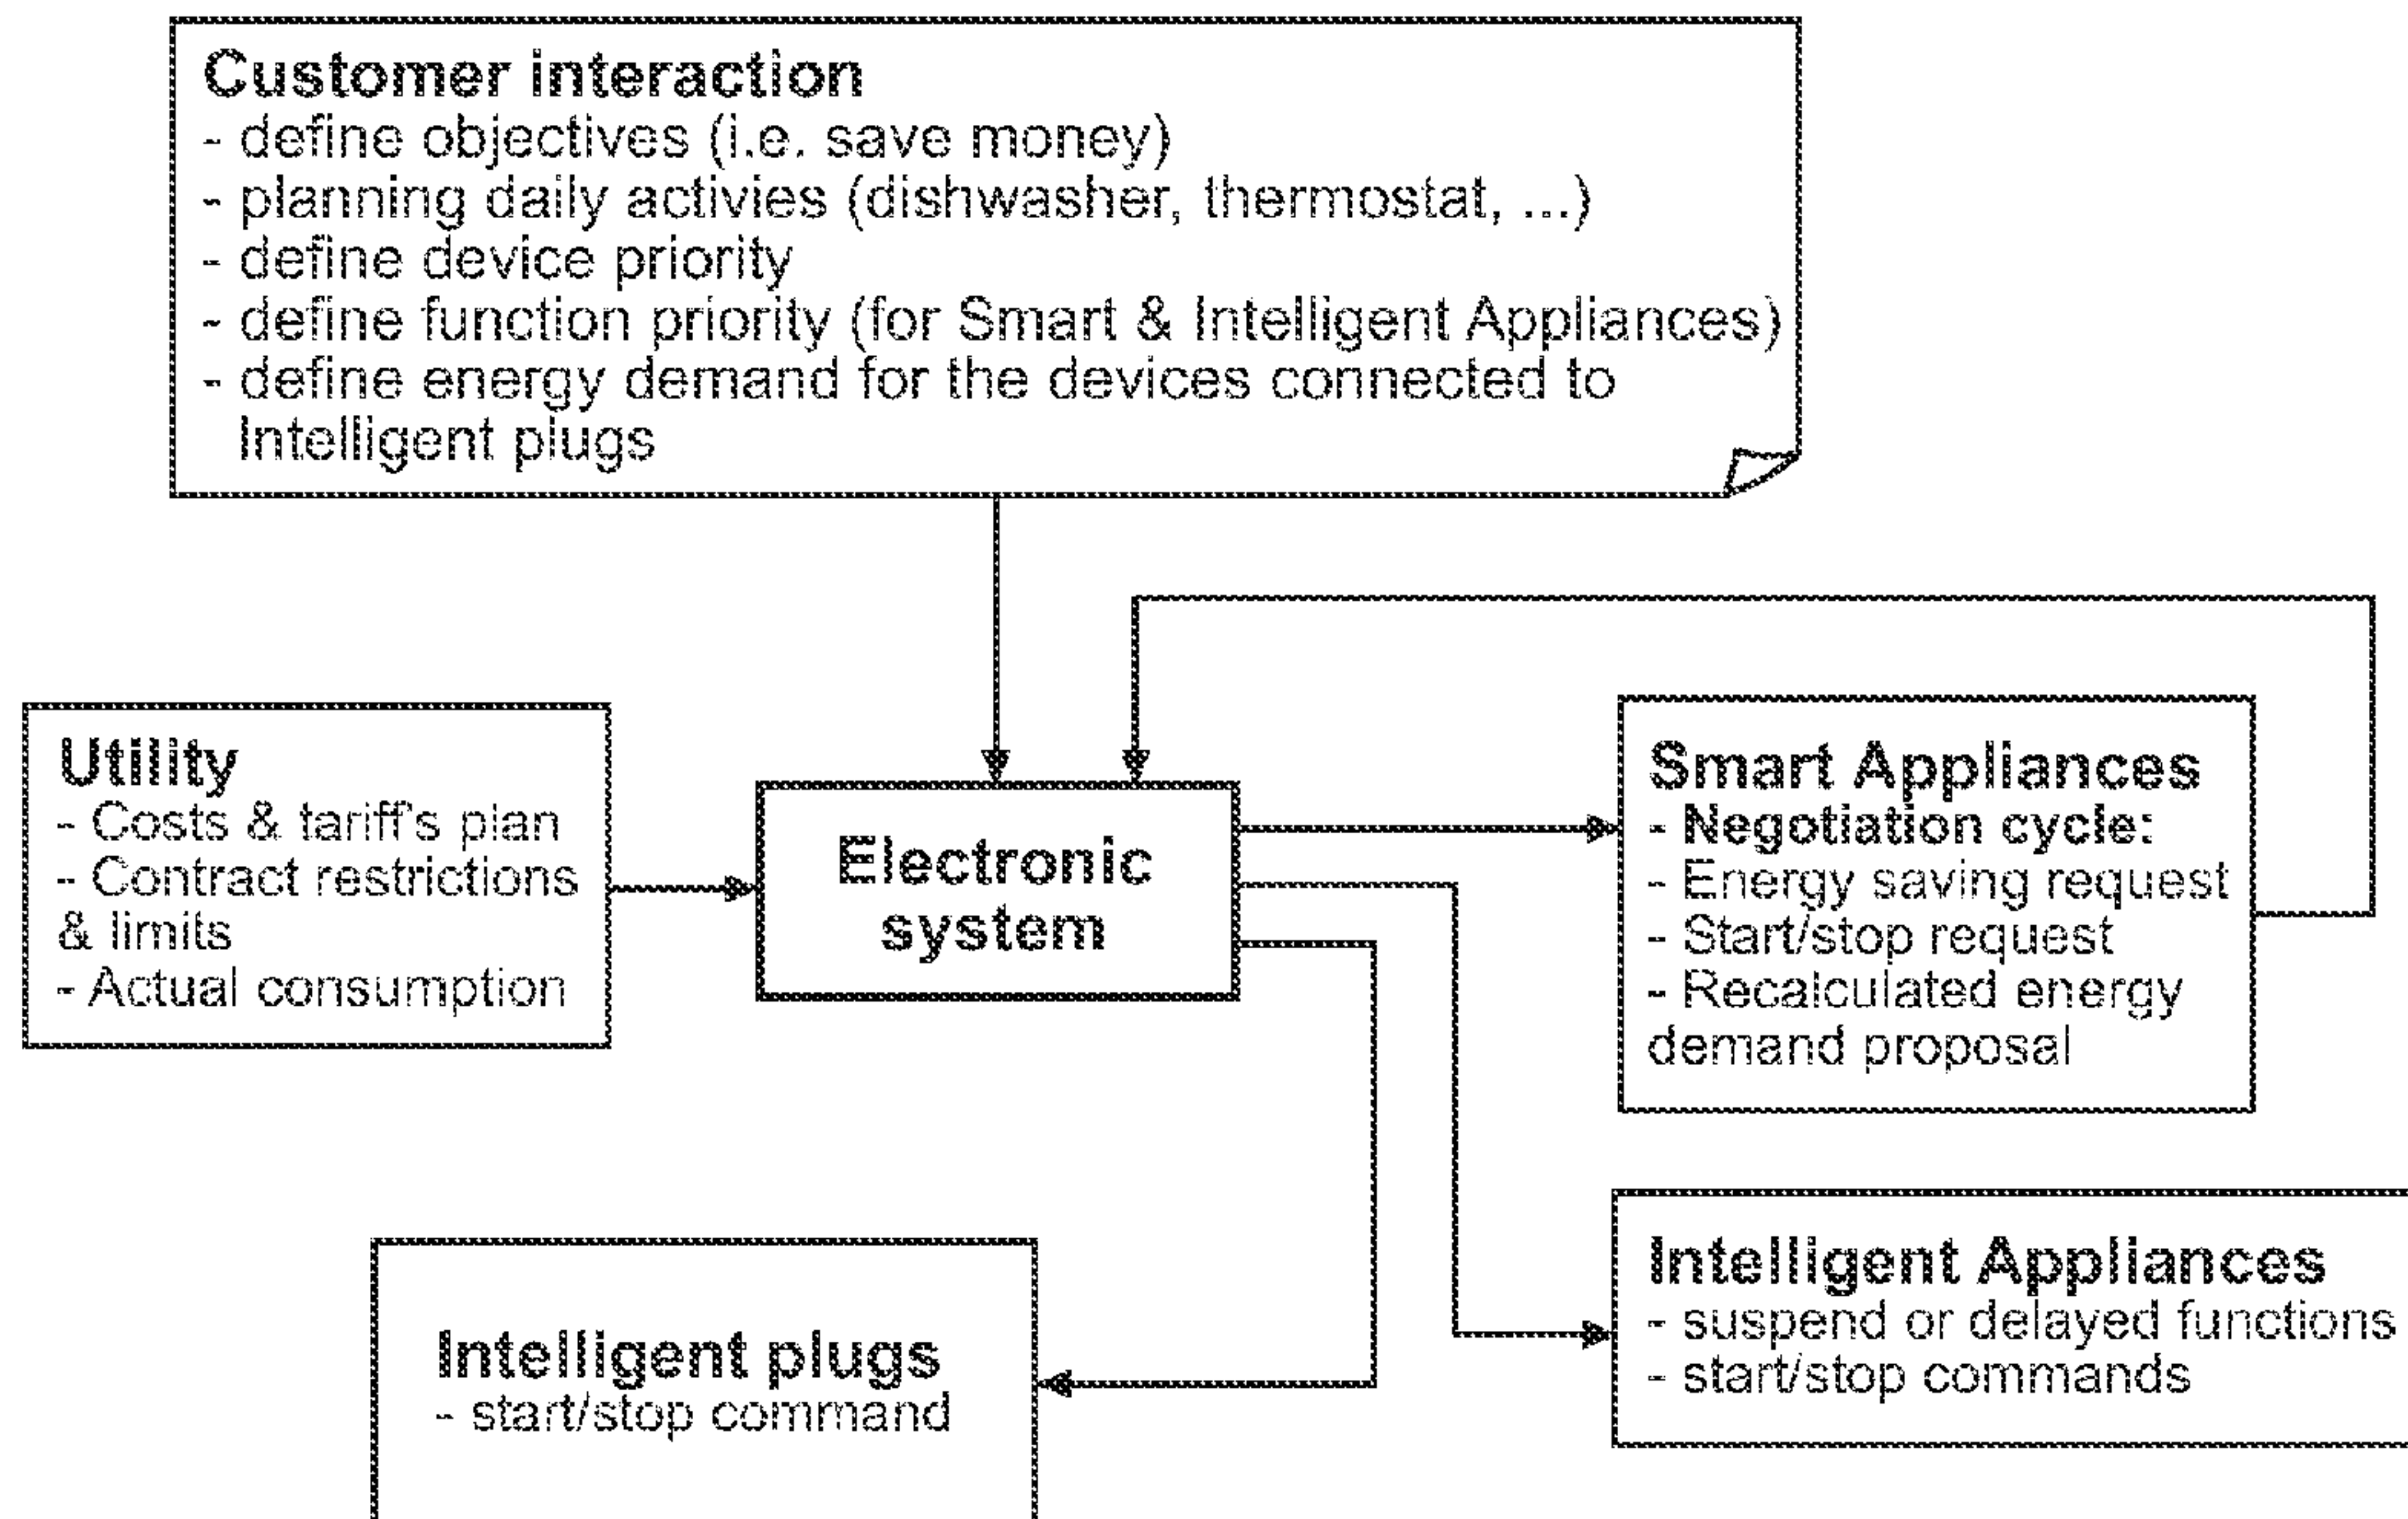 Customer interaction
- define objectives (i.e. save money)
- planning daily activies (dishwasher, thermostat, ...)
- define device priority
- define function priority (for Smart & Intelligent Appliances)
- define energy demand for the devices connected to
Intelligent plugs
Utility
- Costs & tariff's plan
- Contract restrictions
& limits
- Actual consumption
Electronic
system
Smart Appliances
- Negotiation cycle:
- Energy saving request
- Start/stop request
- Recalculated energy
demand proposal
Intelligent plugs
- start/stop command
Intelligent Appliances
- suspend or delayed functions
- start/stop commands